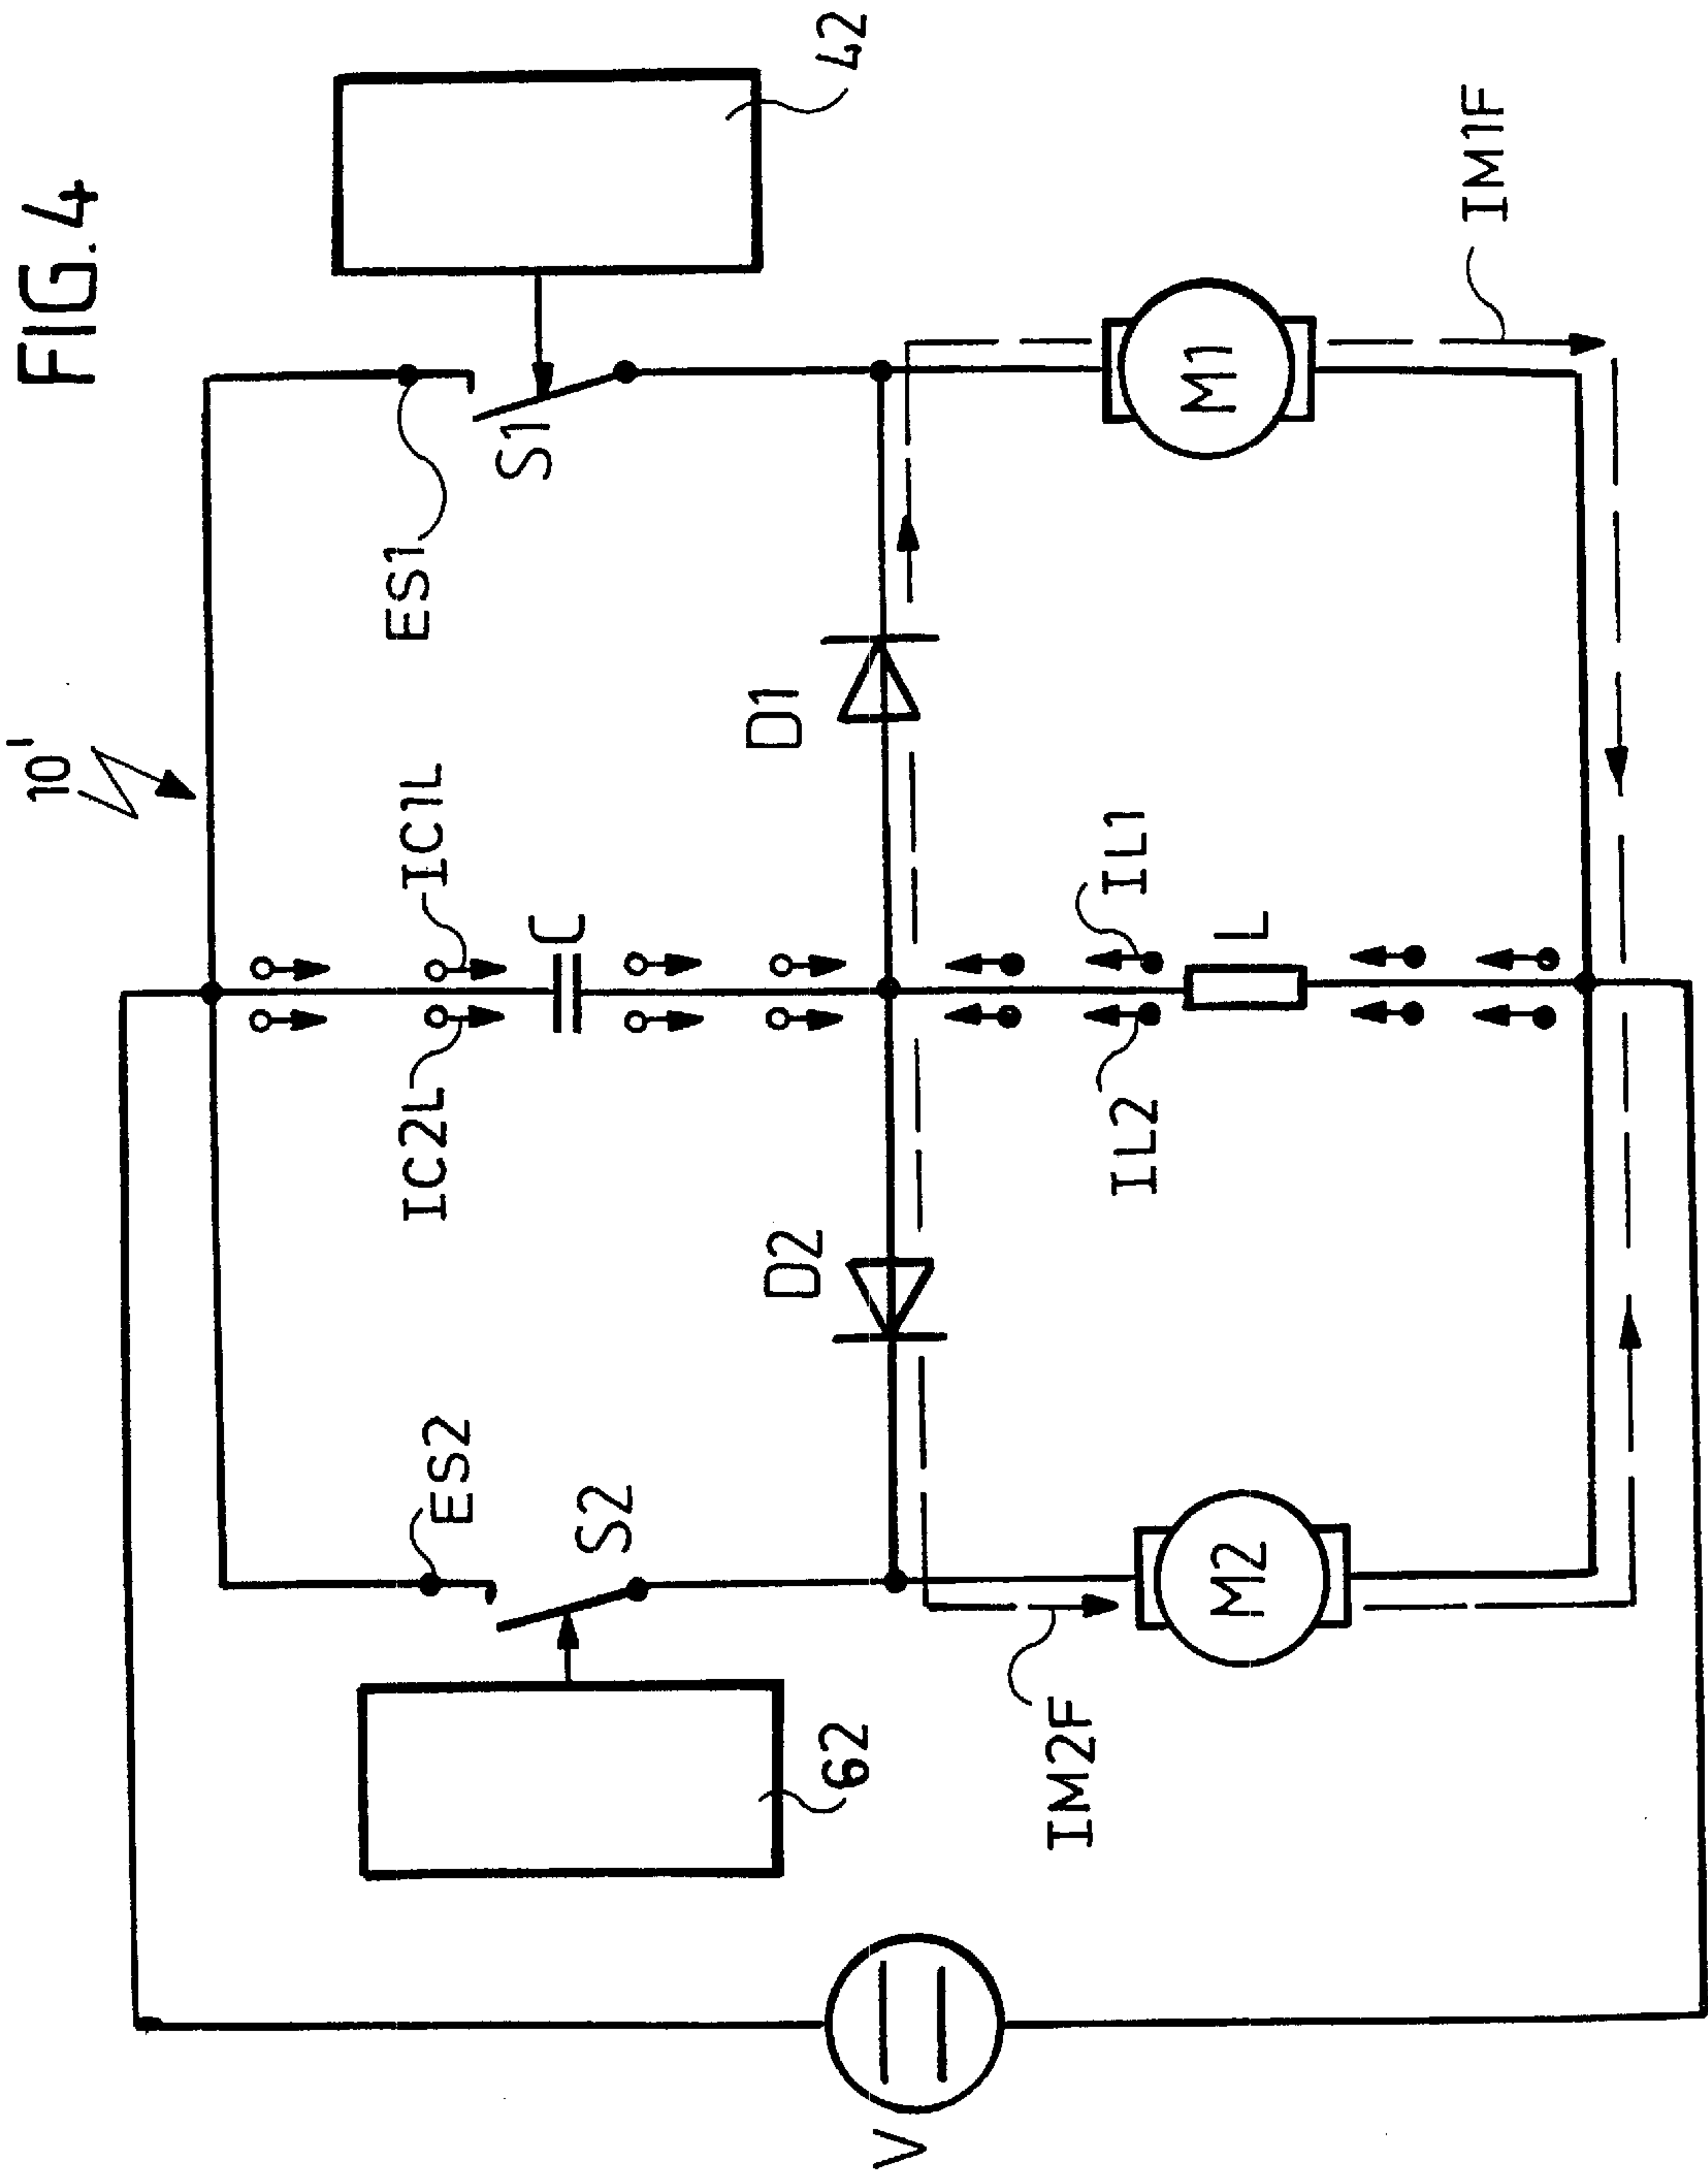 FIG. 4
10'
42
ES1
S1
IC1L
IC2L
C
D1
IL1
IL2
L
D2
ES2
S2
62
M1
IM1F
M2
IM2F
V